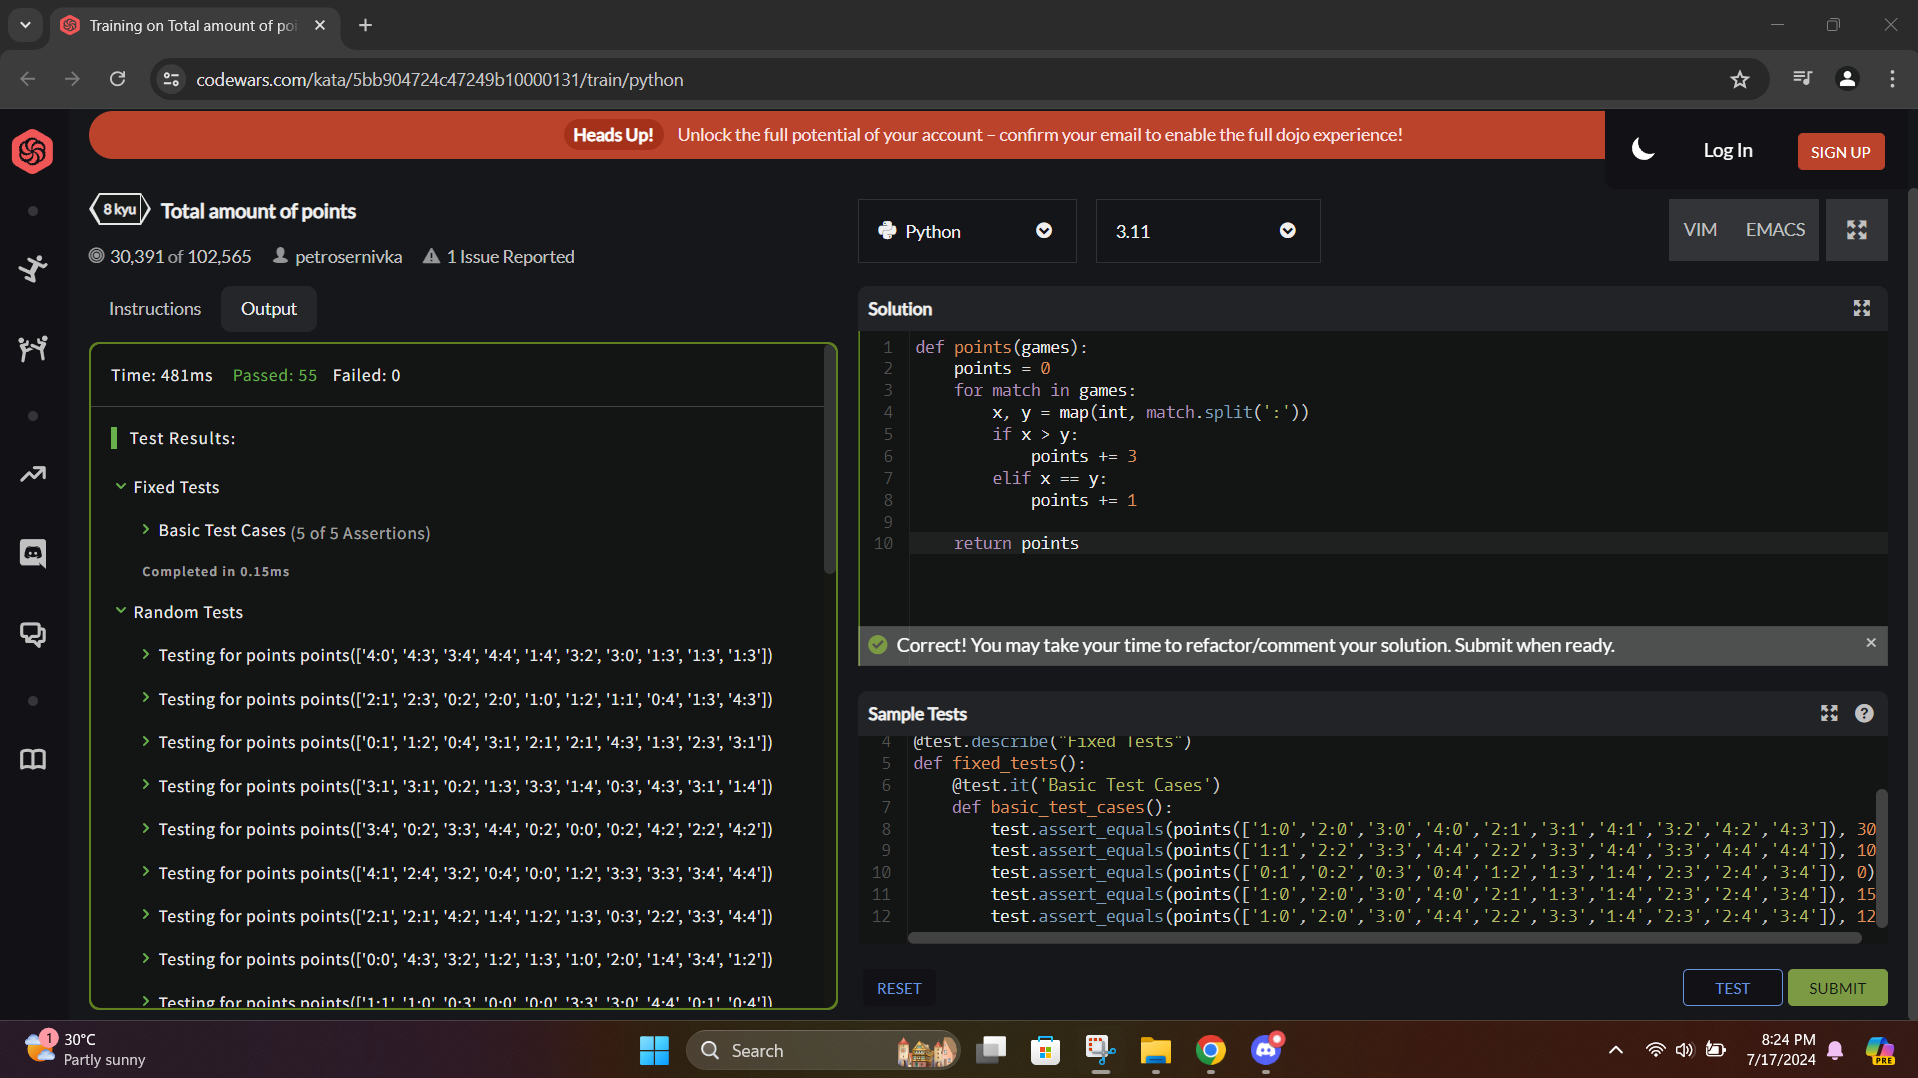 Training on Total amount of poi
codewars.com/kata/5bb904724c47249b10000131/train/python
Heads Up! Unlock the full potential of your account – confirm your email to enable the full dojo experience!
Log In
SIGN UP
8 kyu Total amount of points
30,391 of 102,565 petrosernivka 1 Issue Reported
Python
3.11
VIM EMACS
Instructions Output
Time: 481ms Passed: 55 Failed: 0
Test Results:
Fixed Tests
Basic Test Cases (5 of 5 Assertions)
Completed in 0.15ms
Random Tests
Testing for points points(['4:0', '4:3', '3:4', '4:4', '1:4', '3:2', '3:0', '1:3', '1:3', '1:3'])
Testing for points points(['2:1', '2:3', '0:2', '2:0', '1:0', '1:2', '1:1', '0:4', '1:3', '4:3'])
Testing for points points(['0:1', '1:2', '0:4', '3:1', '2:1', '2:1', '4:3', '1:3', '2:3', '3:1'])
Testing for points points(['3:1', '3:1', '0:2', '1:3', '3:3', '1:4', '0:3', '4:3', '3:1', '1:4'])
Testing for points points(['3:4', '0:2', '3:3', '4:4', '0:2', '0:0', '0:2', '4:2', '2:2', '4:2'])
Testing for points points(['4:1', '2:4', '3:2', '0:4', '0:0', '1:2', '3:3', '3:3', '3:4', '4:4'])
Testing for points points(['2:1', '2:1', '4:2', '1:4', '1:2', '1:3', '0:3', '2:2', '3:3', '4:4'])
Testing for points points(['0:0', '4:3', '3:2', '1:2', '1:3', '1:0', '2:0', '1:4', '3:4', '1:2'])
Testing for points points(['1:1', '1:0', '0:3', '0:0', '0:0', '3:3', '3:0', '4:4', '0:1', '0:4'])
Solution
1 def points(games):
2 points = 0
3 for match in games:
4 x, y = map(int, match.split(':'))
5 if x > y:
6 points += 3
7 elif x == y:
8 points += 1
9
10 return points
Correct! You may take your time to refactor/comment your solution. Submit when ready.
Sample Tests
4 @test.describe("Fixed Tests")
5 def fixed_tests():
6 @test.it('Basic Test Cases')
7 def basic_test_cases():
8 test.assert_equals(points(['1:0','2:0','3:0','4:0','2:1','3:1','4:1','3:2','4:2','4:3']), 30
9 test.assert_equals(points(['1:1','2:2','3:3','4:4','2:2','3:3','4:4','3:3','4:4','4:4']), 10
10 test.assert_equals(points(['0:1','0:2','0:3','0:4','1:2','1:3','1:4','2:3','2:4','3:4']), 0)
11 test.assert_equals(points(['1:0','2:0','3:0','4:0','2:1','1:3','1:4','2:3','2:4','3:4']), 15
12 test.assert_equals(points(['1:0','2:0','3:0','4:4','2:2','3:3','1:4','2:3','2:4','3:4']), 12
RESET
TEST
SUBMIT
1
30°C
Partly sunny
Search
8:24 PM
7/17/2024
PRE